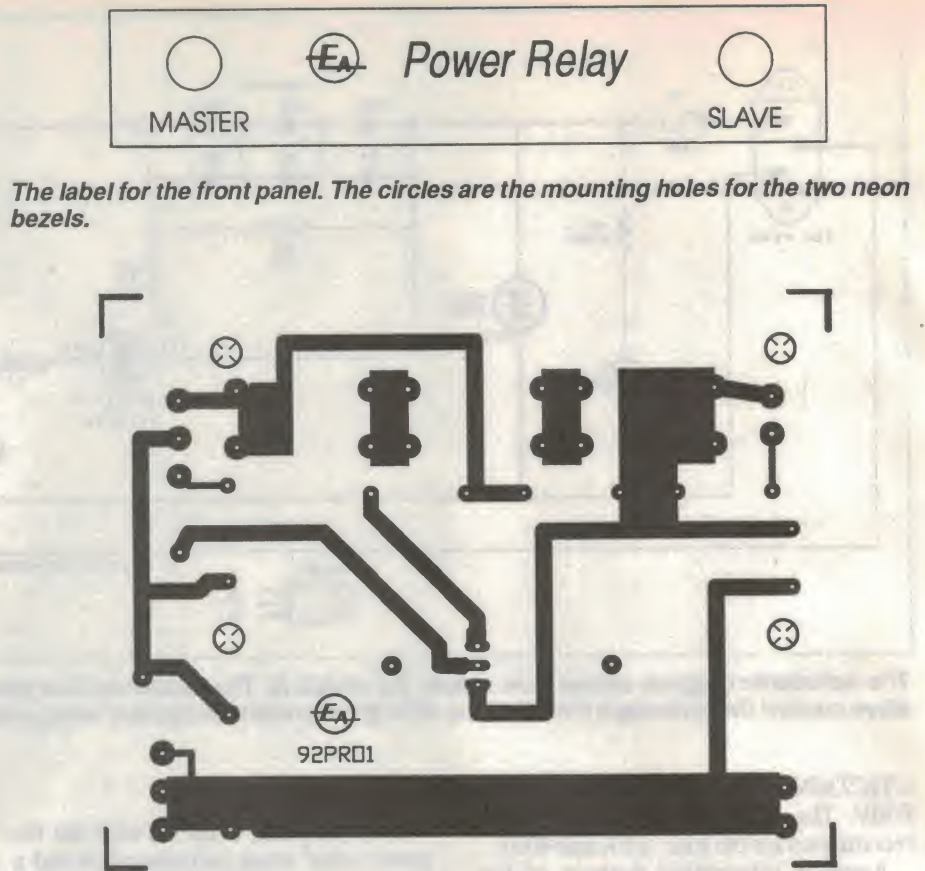 EA Power Relay
MASTER SLAVE
The label for the front panel. The circles are the mounting holes for the two neon
bezels.
EA
92PR01